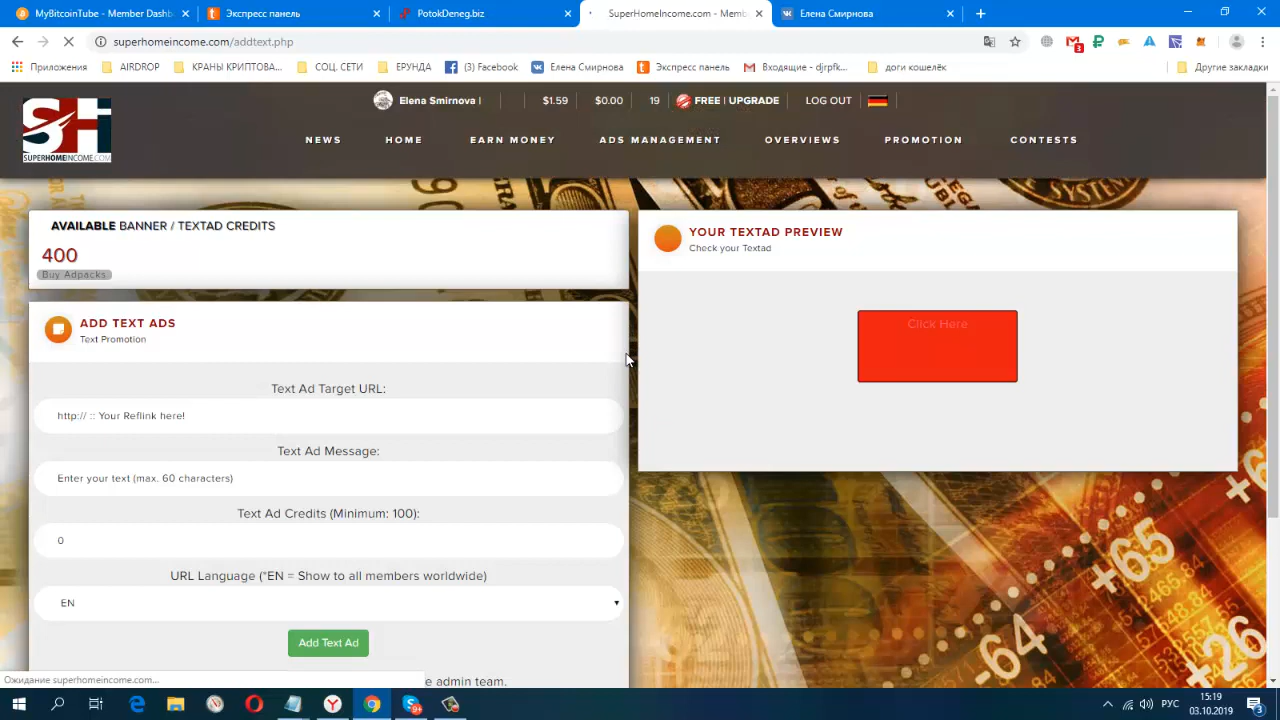 MyBitcoinTube - Member Dashb
Экспресс панель
PotokDeneg.biz
SuperHomeIncome.com - Memb
Елена Смирнова
superhomeincome.com/addtext.php
3
Приложения
AIRDROP
КРАНЫ КРИПТОВА...
СОЦ. СЕТИ
ЕРУНДА
(3) Facebook
Елена Смирнова
Экспресс панель
Входящие - djrpfk...
доги кошелёк
Другие закладки
SH
SUPERHOMEINCOME.COM
Elena Smirnova |
$1.59
$0.00
19
FREE | UPGRADE
LOG OUT
NEWS
HOME
EARN MONEY
ADS MANAGEMENT
OVERVIEWS
PROMOTION
CONTESTS
AVAILABLE BANNER / TEXTAD CREDITS
400
Buy Adpacks
YOUR TEXTAD PREVIEW
Check your Textad
Click Here
ADD TEXT ADS
Text Promotion
Text Ad Target URL:
http:// :: Your Reflink here!
Text Ad Message:
Enter your text (max. 60 characters)
Text Ad Credits (Minimum: 100):
0
URL Language (*EN = Show to all members worldwide)
EN
Add Text Ad
e admin team.
Ожидание superhomeincome.com...
+65
-64
+26
РУС
15:19
03.10.2019
3